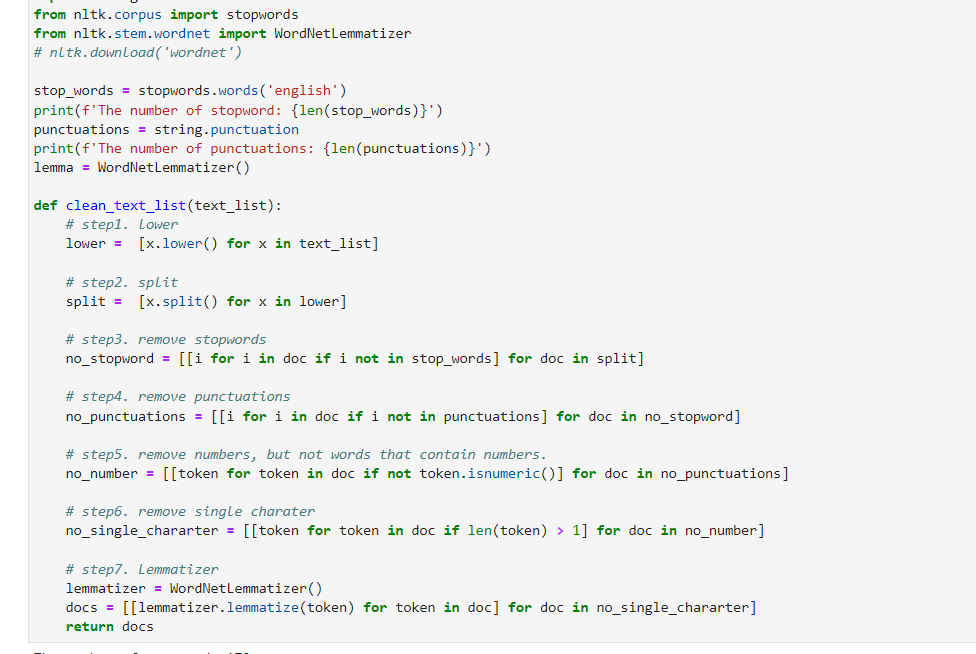 from nltk.corpus import stopwords
from nltk.stem.wordnet import WordNetLemmatizer
# nltk.download('wordnet')
stop_words = stopwords.words('english')
print(f'The number of stopword: {len(stop_words)}')
punctuations = string.punctuation
print(f'The number of punctuations: {len(punctuations)}')
lemma = WordNetLemmatizer()
def clean_text_list(text_list):
    # step1. lower
    lower =  [x.lower() for x in text_list]
    # step2. split
    split =  [x.split() for x in lower]
    # step3. remove stopwords
    no_stopword = [[i for i in doc if i not in stop_words] for doc in split]
    # step4. remove punctuations
    no_punctuations = [[i for i in doc if i not in punctuations] for doc in no_stopword]
    # step5. remove numbers, but not words that contain numbers.
    no_number = [[token for token in doc if not token.isnumeric()] for doc in no_punctuations]
    # step6. remove single charater
    no_single_chararter = [[token for token in doc if len(token) > 1] for doc in no_number]
    # step7. Lemmatizer
    lemmatizer = WordNetLemmatizer()
    docs = [[lemmatizer.lemmatize(token) for token in doc] for doc in no_single_chararter]
    return docs